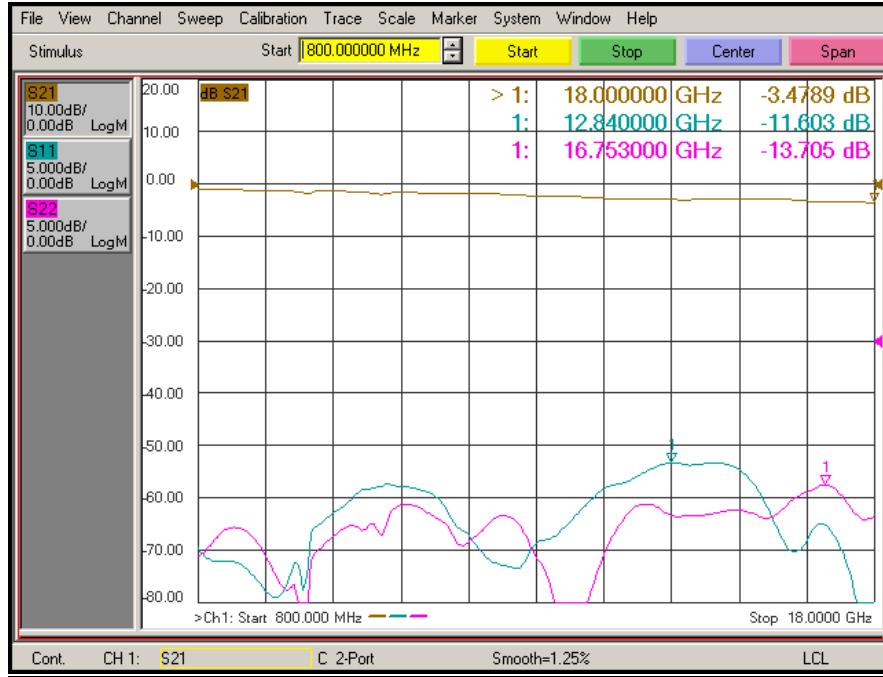 File View Channel Sweep Calibration Trace Scale Marker System Window Help
Stimulus Start 800.000000 MHz Start Stop Center Span
S21
10.00dB/
0.00dB LogM
S11
5.000dB/
0.00dB LogM
S22
5.000dB/
0.00dB LogM
dB S21
> 1: 18.000000 GHz -3.4789 dB
1: 12.840000 GHz -11.603 dB
1: 16.753000 GHz -13.705 dB
20.00
10.00
0.00
-10.00
-20.00
-30.00
-40.00
-50.00
-60.00
-70.00
-80.00
1
1
>Ch1: Start 800.000 MHz Stop 18.0000 GHz
Cont. CH 1: S21 C 2-Port Smooth=1.25% LCL